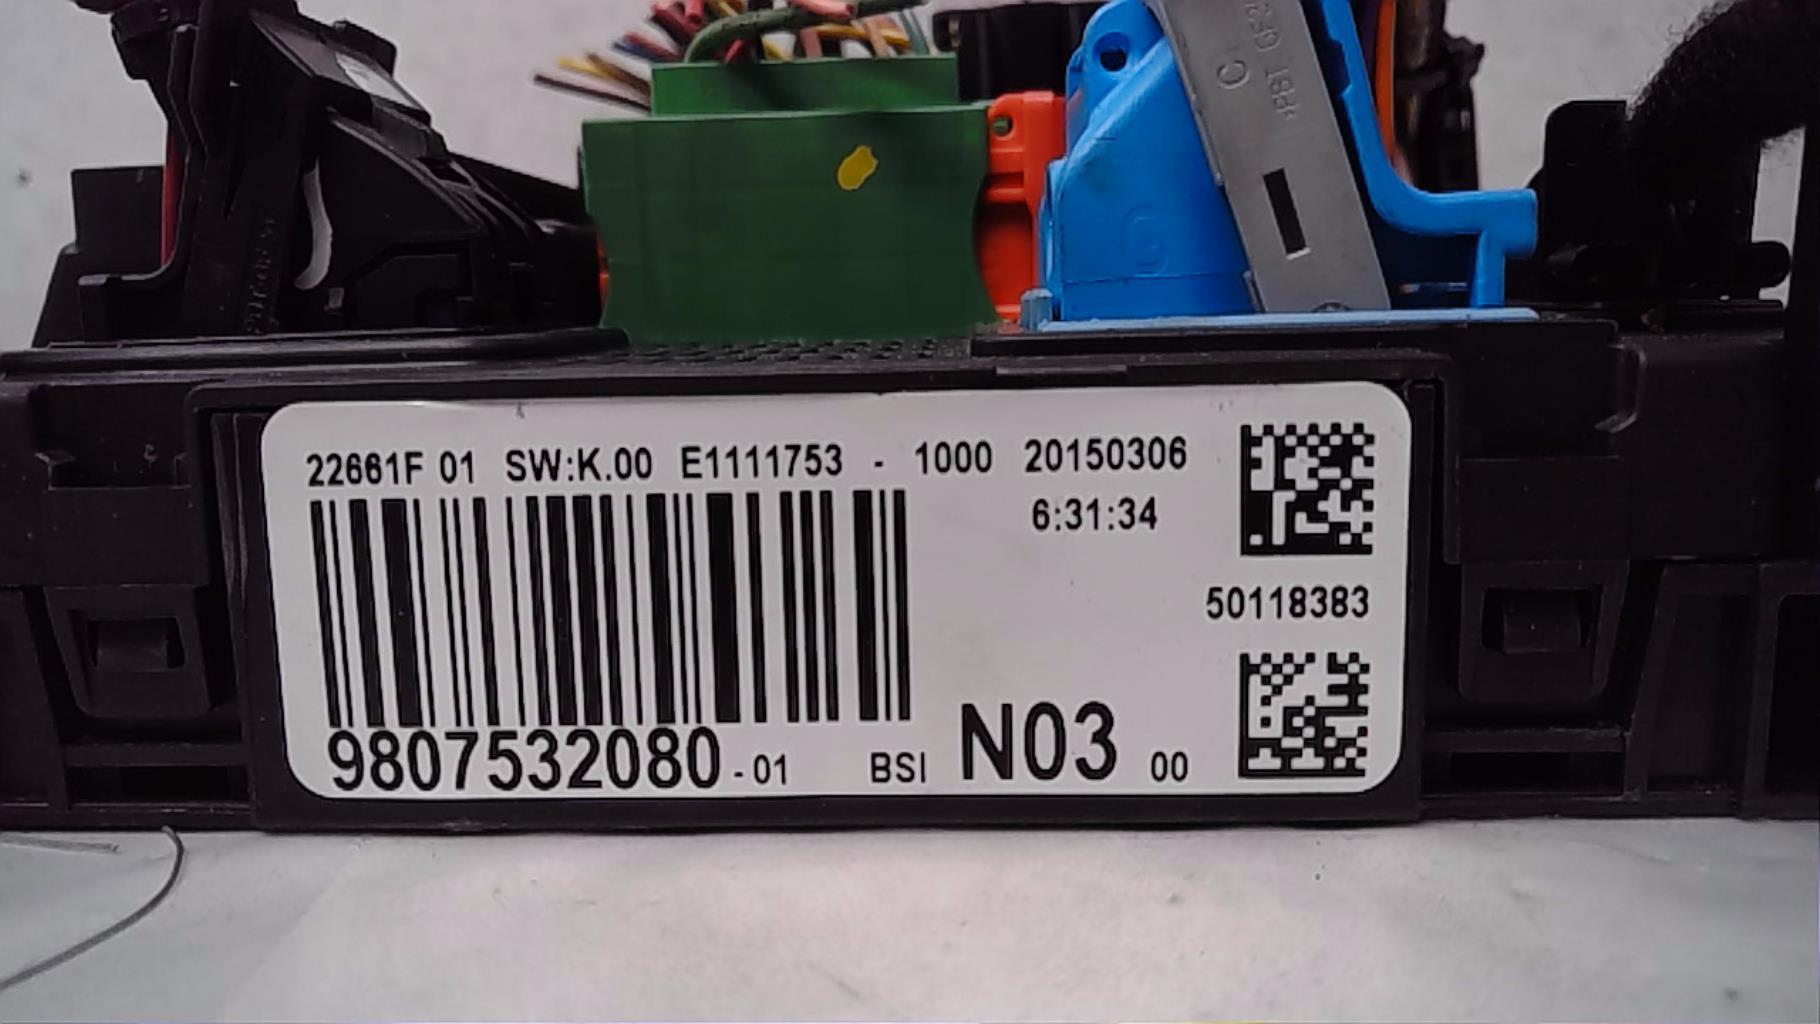 22661F 01 SW:K.00 E1111753 - 1000 20150306
6:31:34
50118383
9807532080 - 01 BSI N03 00